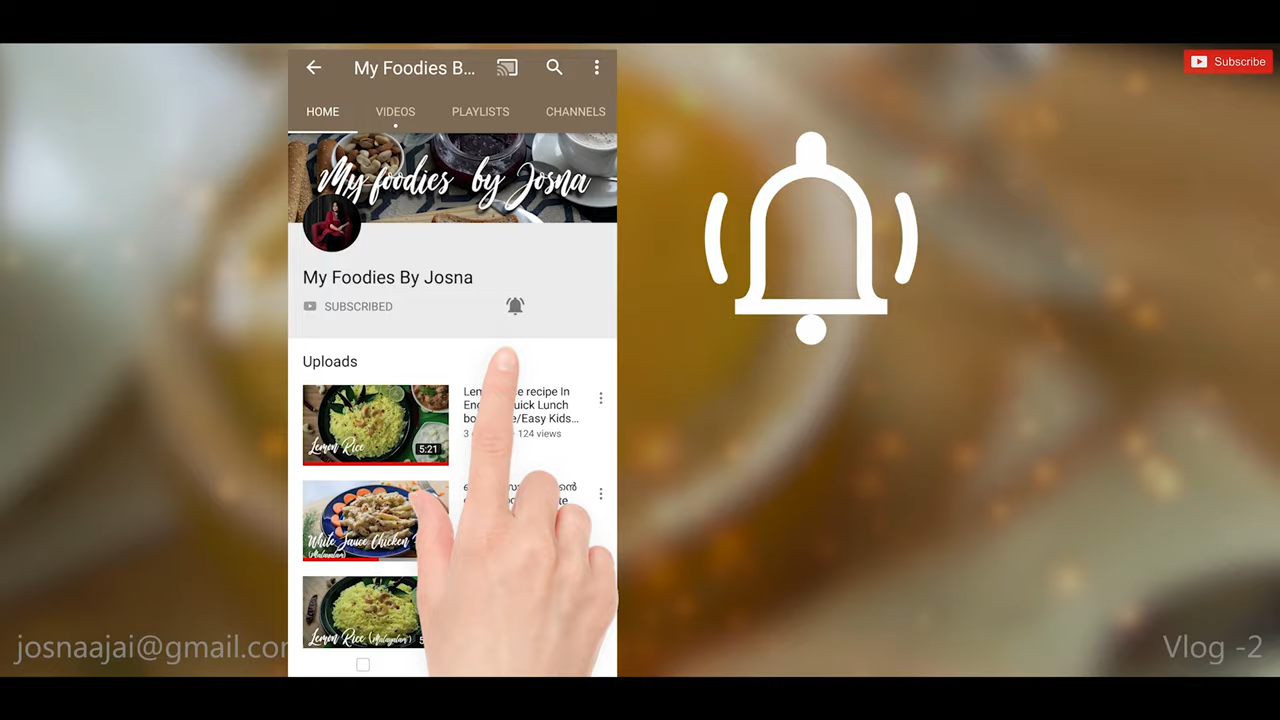 My Foodies B...
HOME VIDEOS PLAYLISTS CHANNELS
My foodies by Josna
My Foodies By Josna
SUBSCRIBED
Uploads
recipe In
Lunch
/Easy Kids...
124 views
Lemon Rice
5:21
White Sauce Chicken
(Malayalam)
Lemon Rice (Malayalam)
josnaajai@gmail.co
Subscribe
Vlog -2